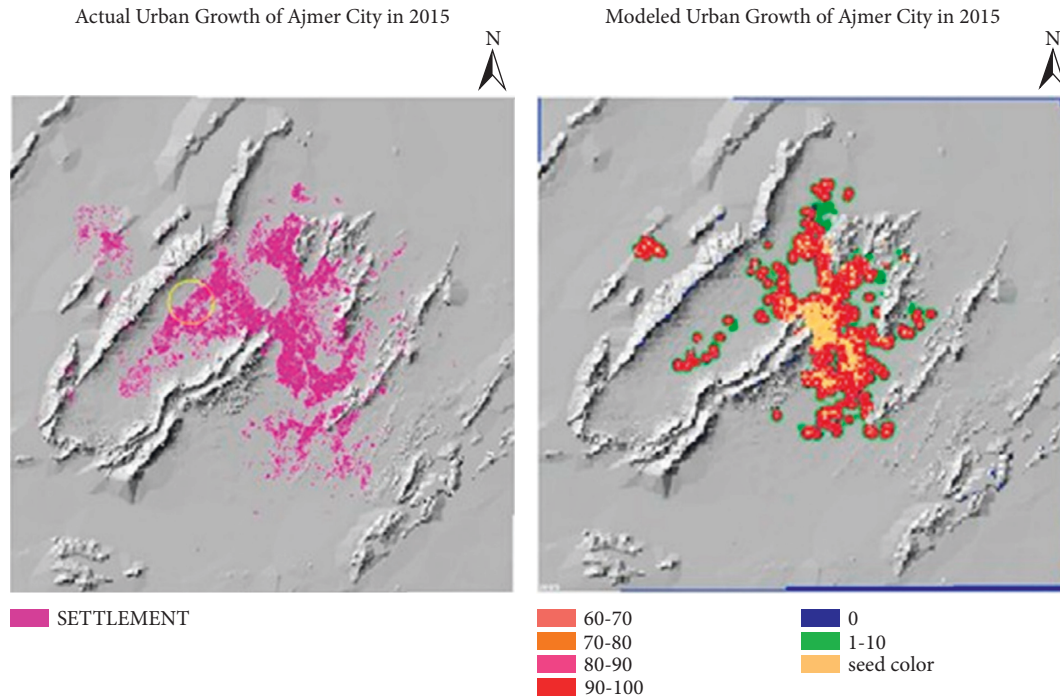 Actual Urban Growth of Ajmer City in 2015
Modeled Urban Growth of Ajmer City in 2015
N
N
SETTLEMENT
60-70
70-80
80-90
90-100
0
1-10
seed color